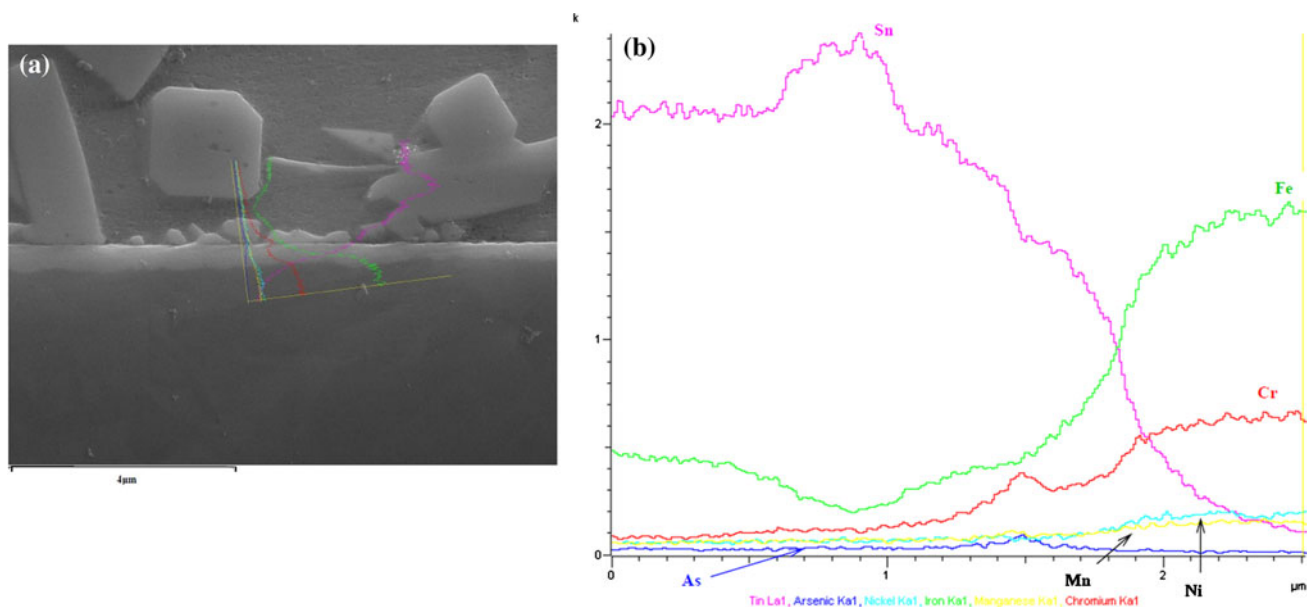 (a)
4μm
k
(b)
Sn
2
Fe
1
Cr
0
As
Mn
Ni
0
1
2
μm
Tin La1, Arsenic Ka1, Nickel Ka1, Iron Ka1, Manganese Ka1, Chromium Ka1